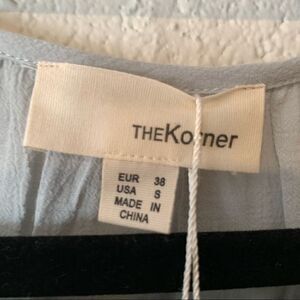 THEKorner
EUR 38
USA S
MADE IN
CHINA